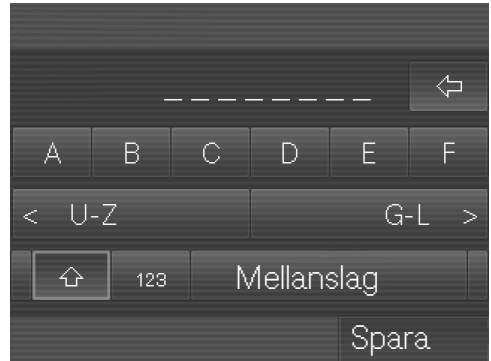 _ _ _ _ _ _ _ _ _
A B C D E F
< U-Z G-L >
123 Mellanslag
Spara